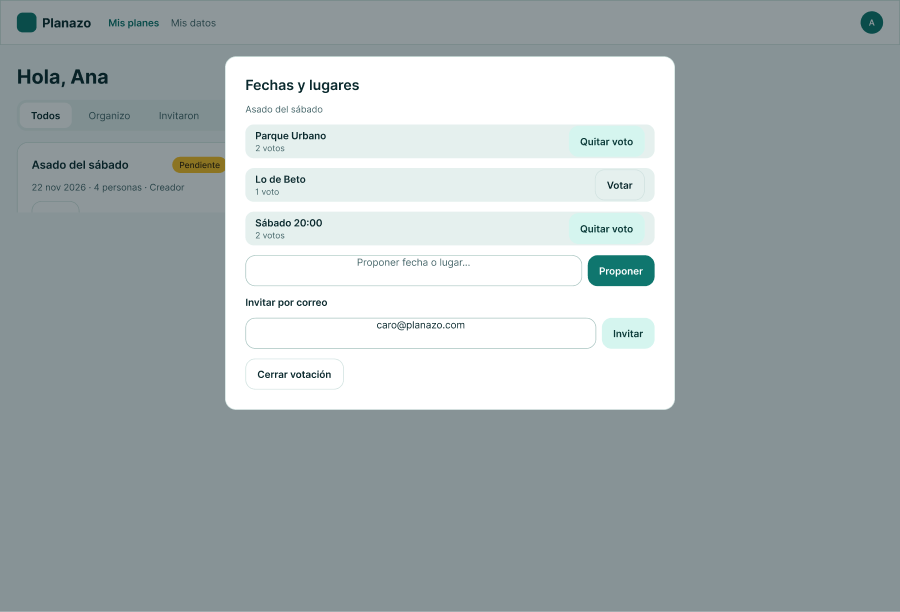 Planazo Mis planes Mis datos A
Hola, Ana
Todos Organizo Invitaron
Asado del sábado Pendiente
22 nov 2026 · 4 personas · Creador
Fechas y lugares
Asado del sábado
Parque Urbano
2 votos
Quitar voto
Lo de Beto
1 voto
Votar
Sábado 20:00
2 votos
Quitar voto
Proponer fecha o lugar...
Proponer
Invitar por correo
caro@planazo.com
Invitar
Cerrar votación